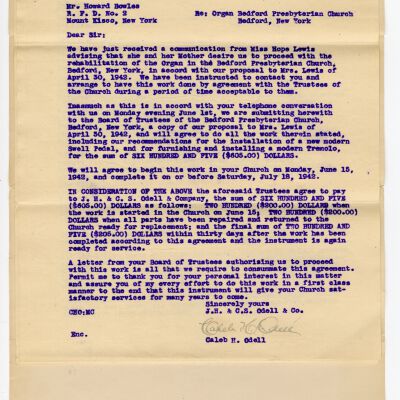 Mr. Howard Bowles
R. F. D. No. 2 Re: Organ Bedford Presbyterian Church
Mount Kisco, New York Bedford, New York
Dear Sir:
We have just received a communication from Miss Hope Lewis
advising that she and her Mother desire us to proceed with the
rehabilitation of the Organ in the Bedford Presbyterian Church,
Bedford, New York, in accord with our proposal to Mrs. Lewis of
April 30, 1942. We have been instructed to contact you and
arrange to have this work done by agreement with the Trustees of
the Church during a period of time acceptable to them.
Inasmuch as this is in accord with your telephone conversation
with us on Monday evening June 1st, we are submitting herewith
to the Board of Trustees of the Bedford Presbyterian Church,
Bedford, New York, a copy of our proposal to Mrs. Lewis of
April 30, 1942, and will agree to do all the work therein stated,
including our recommendations for the installation of a new modern
Swell Pedal, and for furnishing and installing a modern Tremolo,
for the sum of SIX HUNDRED AND FIVE ($605.00) DOLLARS.
We will agree to begin this work in your Church on Monday, June 15,
1942, and complete it on or before Saturday, July 18, 1942.
IN CONSIDERATION OF THE ABOVE the aforesaid Trustees agree to pay
to J. H. & C. S. Odell & Company, the sum of SIX HUNDRED AND FIVE
($605.00) DOLLARS as follows: TWO HUNDRED ($200.00) DOLLARS when
the work is started in the Church on June 15; TWO HUNDRED ($200.00)
DOLLARS when all parts have been repaired and returned to the
Church ready for replacement; and the final sum of TWO HUNDRED AND
FIVE ($205.00) DOLLARS within thirty days after the work has been
completed according to this agreement and the instrument is again
ready for service.
A letter from your Board of Trustees authorizing us to proceed
with this work is all that we require to consummate this agreement.
Permit me to thank you for your personal interest in this matter
and assure you of my every effort to do this work in a first class
manner to the end that this instrument will give your Church sat-
isfactory services for many years to come.
Sincerely yours
CHO:MC J.H. & C.S. Odell & Co.
Caleb H. Odell
Enc.
Caleb H. Odell